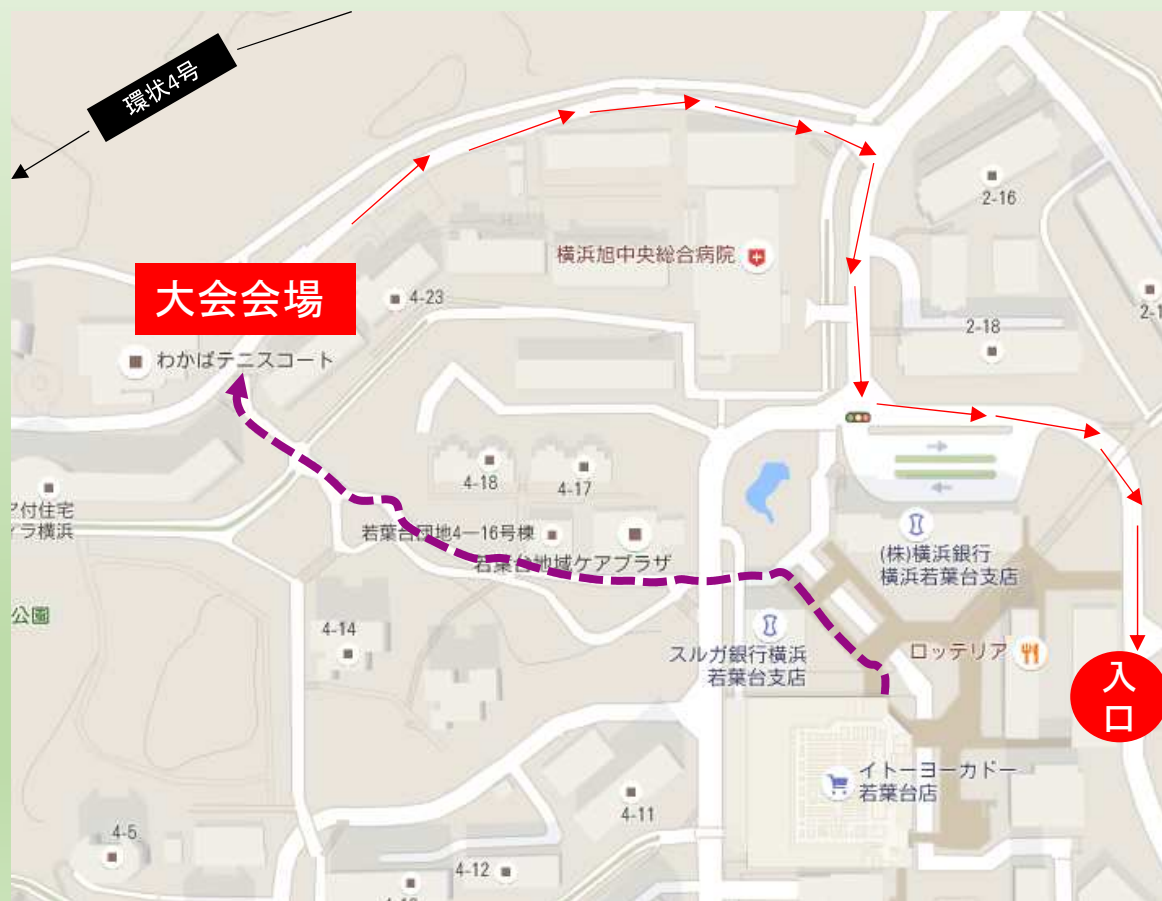 環状4号
2-16
横浜旭中央総合病院
大会会場
4-23
2-1
2-18
わかばテニスコート
4-18
4-17
ア付住宅
ィラ横浜
若葉台団地4ー16号棟
若葉台地域ケアプラザ
(株)横浜銀行
横浜若葉台支店
公園
4-14
スルガ銀行横浜
若葉台支店
ロッテリア
入
口
イトーヨーカドー
若葉台店
4-11
4-5
4-12